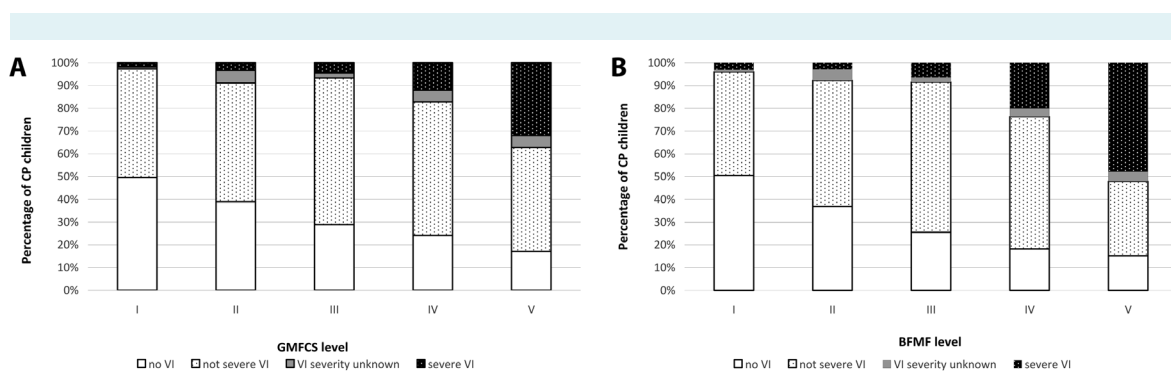 A
Percentage of CP children
100%
90%
80%
70%
60%
50%
40%
30%
20%
10%
0%
I II III IV V
GMFCS level
no VI not severe VI VI severity unknown severe VI
B
Percentage of CP children
100%
90%
80%
70%
60%
50%
40%
30%
20%
10%
0%
I II III IV V
BFMF level
no VI not severe VI VI severity unknown severe VI